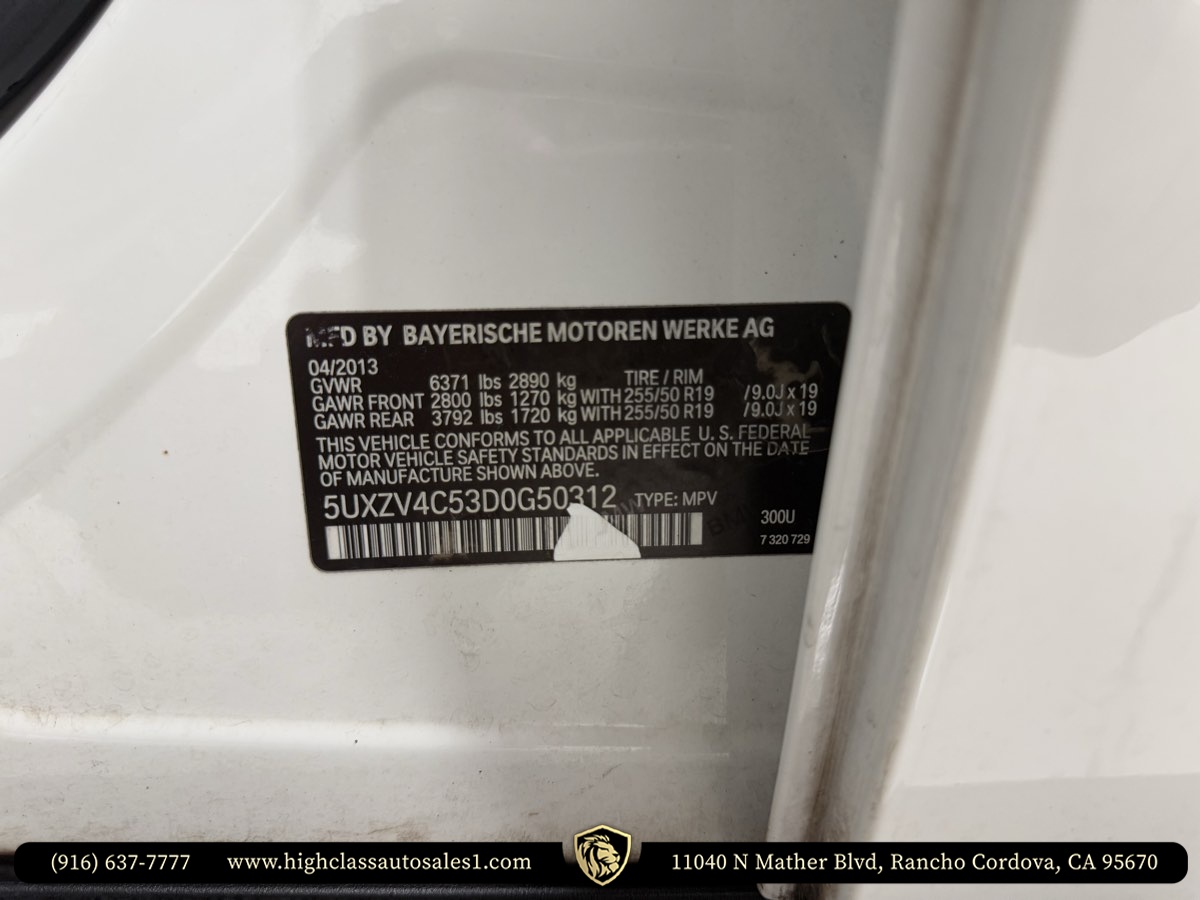 MFD BY BAYERISCHE MOTOREN WERKE AG
04/2013
GVWR 6371 lbs 2890 kg TIRE / RIM
GAWR FRONT 2800 lbs 1270 kg WITH 255/50 R19 /9.0J x 19
GAWR REAR 3792 lbs 1720 kg WITH 255/50 R19 /9.0J x 19
THIS VEHICLE CONFORMS TO ALL APPLICABLE U. S. FEDERAL
MOTOR VEHICLE SAFETY STANDARDS IN EFFECT ON THE DATE
OF MANUFACTURE SHOWN ABOVE.
5UXZV4C53D0G50312 TYPE: MPV
300U
7 320 729
(916) 637-7777 www.highclassautosales1.com 11040 N Mather Blvd, Rancho Cordova, CA 95670